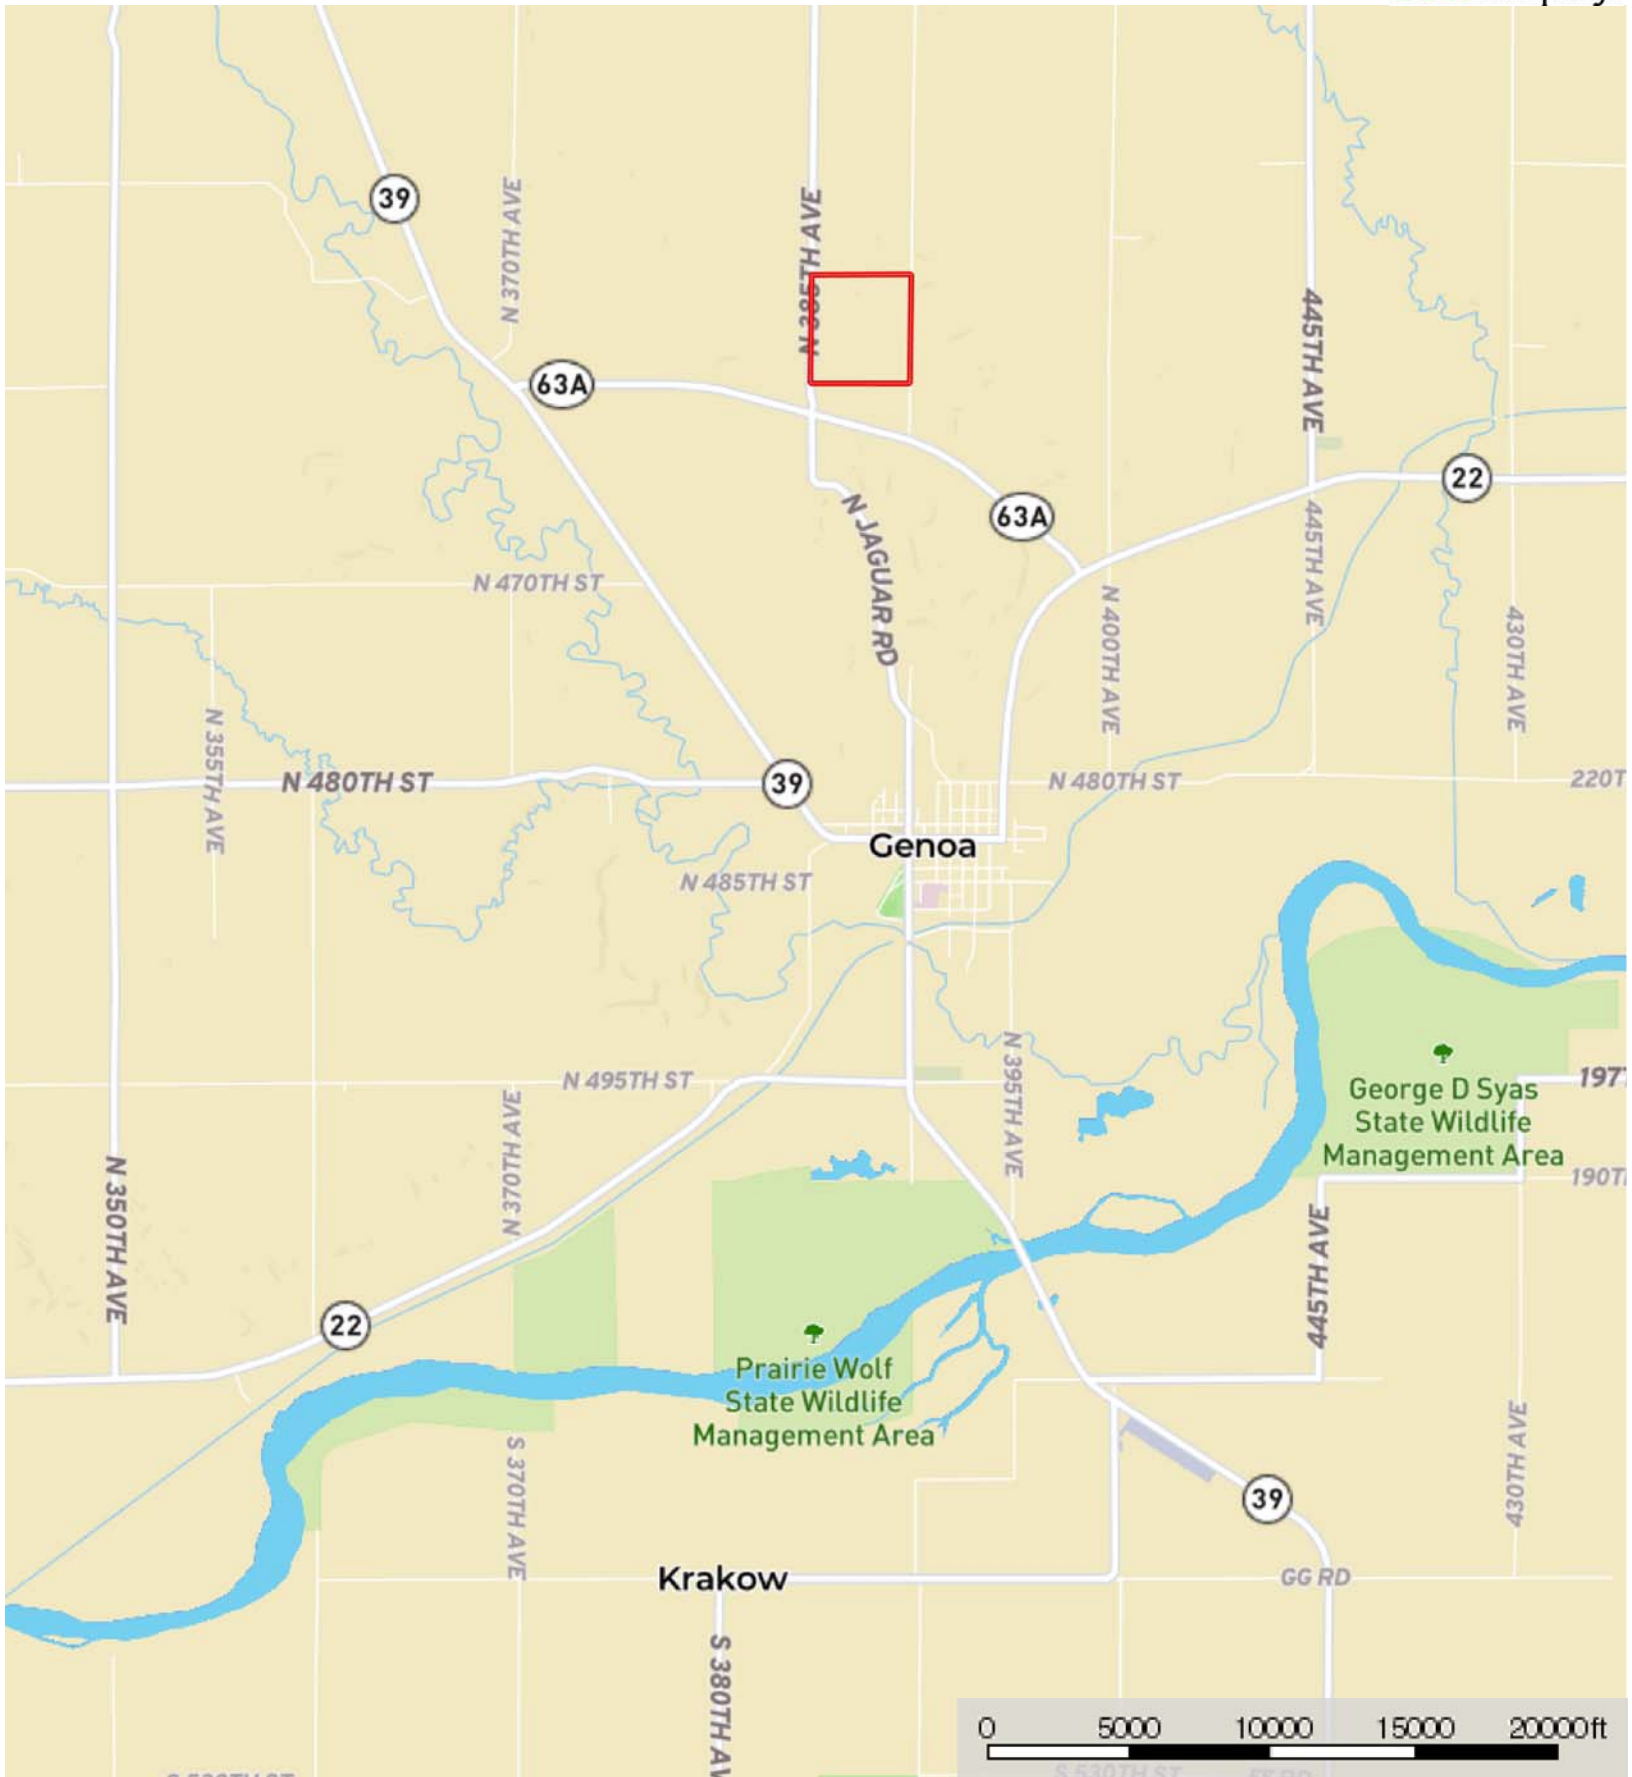 39
N 370TH AVE
N 385TH AVE
445TH AVE
63A
22
N JAGUAR RD
63A
445TH AVE
N 470TH ST
N 400TH AVE
430TH AVE
N 355TH AVE
N 480TH ST
39
N 480TH ST
220T
Genoa
N 485TH ST
N 495TH ST
N 395TH AVE
N 370TH AVE
George D Syas
State Wildlife
Management Area
197T
190T
N 350TH AVE
445TH AVE
22
Prairie Wolf
State Wildlife
Management Area
S 370TH AVE
430TH AVE
39
Krakow
GG RD
S 380TH AV
0 5000 10000 15000 20000ft
S 530TH ST